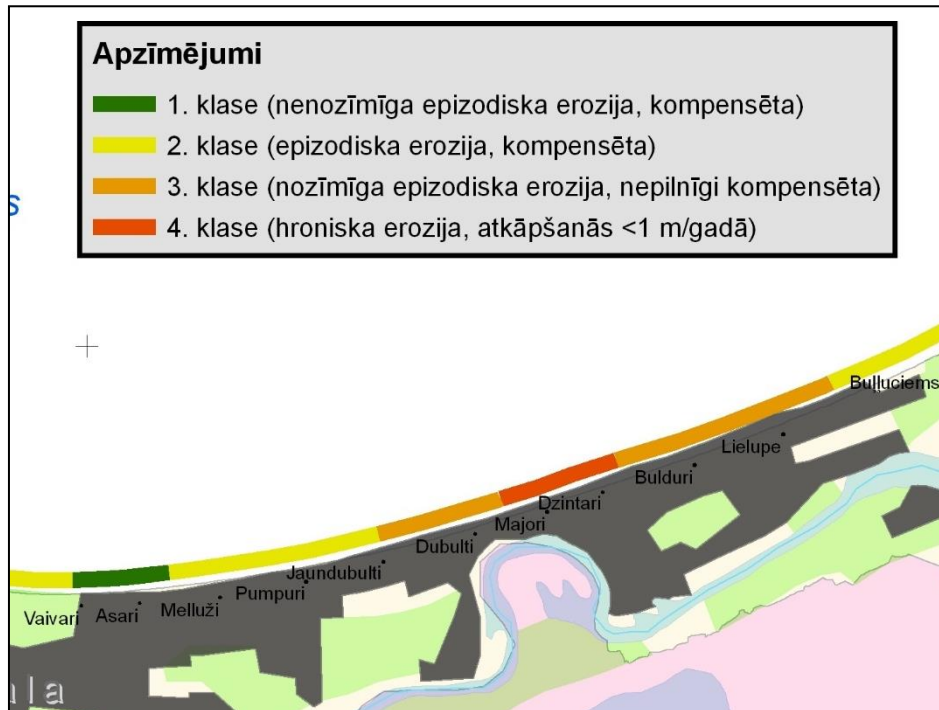 Apzīmējumi
1. klase (nenozīmīga epizodiska erozija, kompensēta)
2. klase (epizodiska erozija, kompensēta)
3. klase (nozīmīga epizodiska erozija, nepilnīgi kompensēta)
4. klase (hroniska erozija, atkāpšanās <1 m/gadā)
s
Buļļuciems
Lielupe
Bulduri
Dzintari
Majori
Dubulti
Jaundubulti
Pumpuri
Melluži
Asari
Vaivari
ala